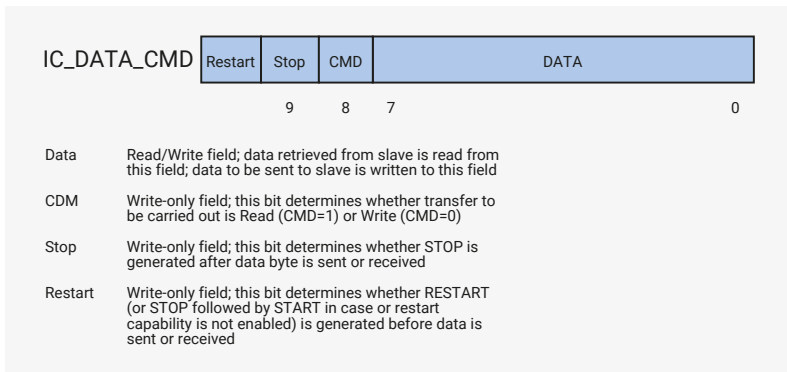 IC_DATA_CMD Restart Stop CMD DATA
9 8 7 0
Data Read/Write field; data retrieved from slave is read from
this field; data to be sent to slave is written to this field
CDM Write-only field; this bit determines whether transfer to
be carried out is Read (CMD=1) or Write (CMD=0)
Stop Write-only field; this bit determines whether STOP is
generated after data byte is sent or received
Restart Write-only field; this bit determines whether RESTART
(or STOP followed by START in case or restart
capability is not enabled) is generated before data is
sent or received